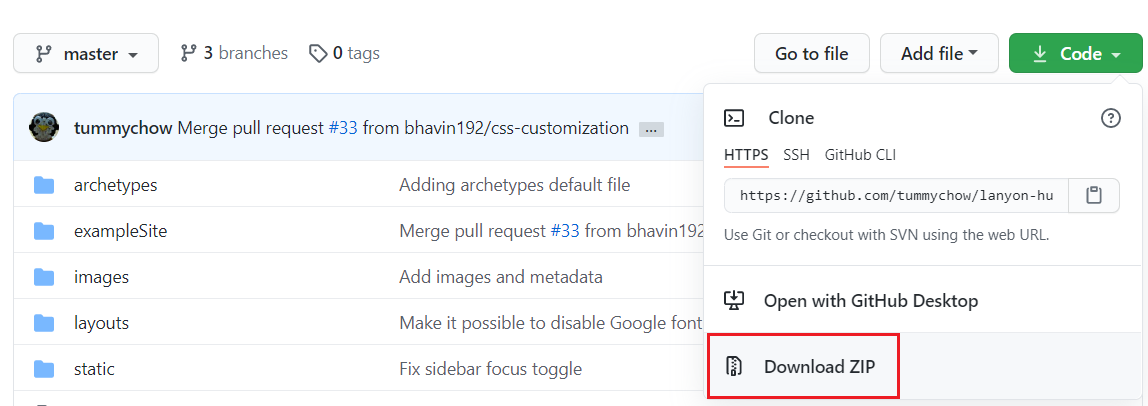 master 3 branches 0 tags Go to file Add file Code
tummychow Merge pull request #33 from bhavin192/css-customization ...
archetypes Adding archetypes default file
exampleSite Merge pull request #33 from bhavin192
images Add images and metadata
layouts Make it possible to disable Google font
static Fix sidebar focus toggle
Clone
HTTPS SSH GitHub CLI
https://github.com/tummychow/lanyon-hu
Use Git or checkout with SVN using the web URL.
Open with GitHub Desktop
Download ZIP